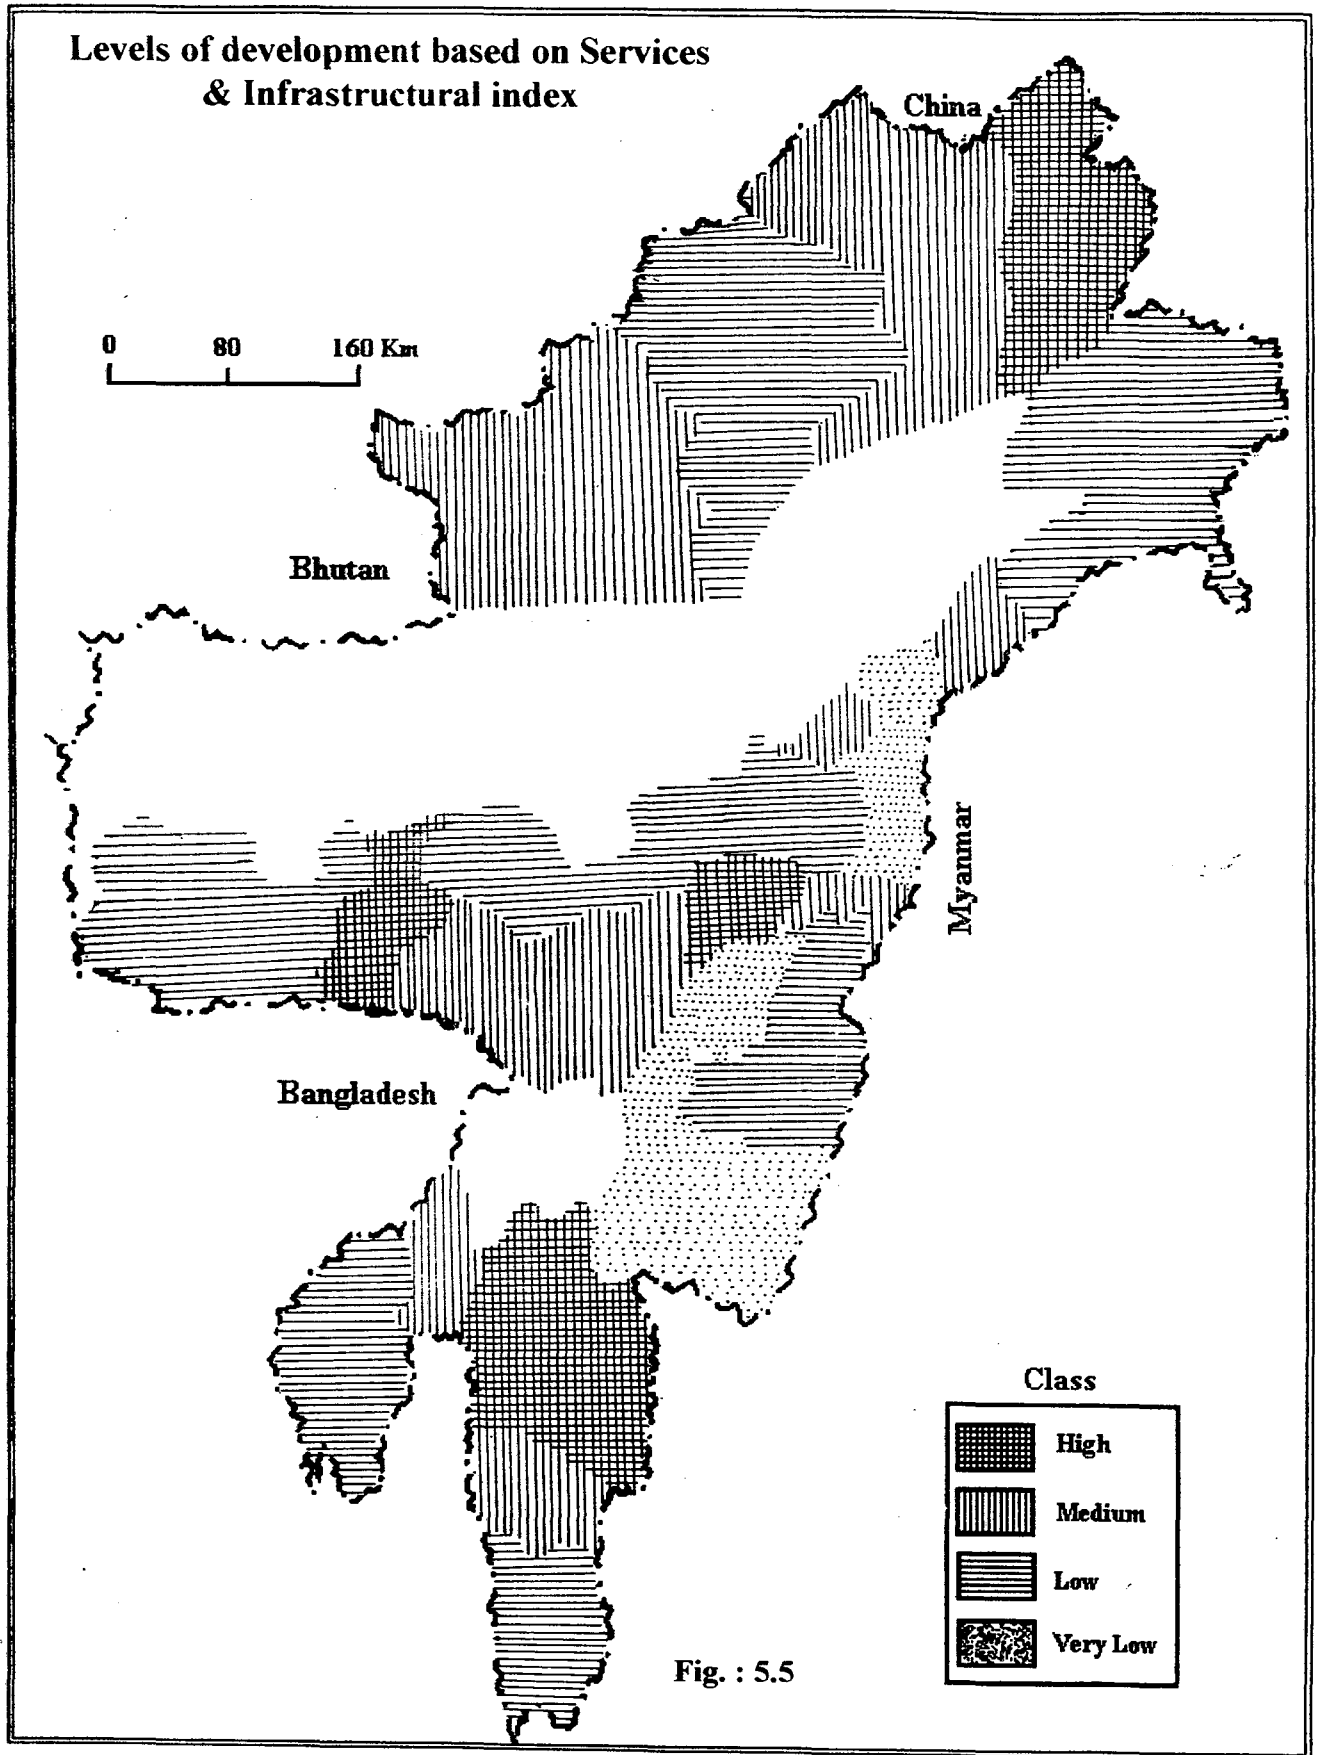 Levels of development based on Services
& Infrastructural index
China
0 80 160 Km
Bhutan
Myanmar
Bangladesh
Class
High
Medium
Low
Very Low
Fig. : 5.5